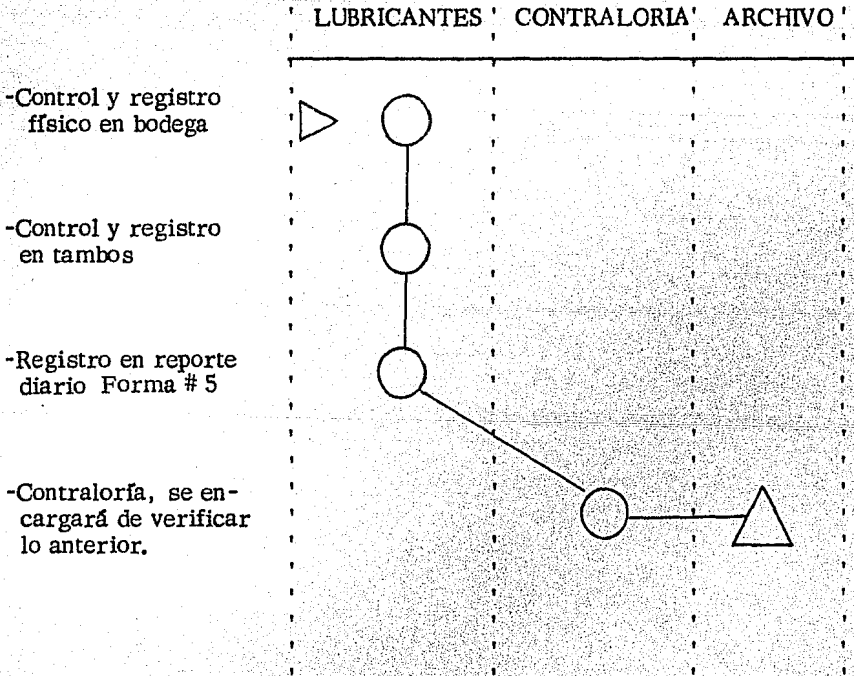 LUBRICANTES CONTRALORIA ARCHIVO
-Control y registro
físico en bodega
-Control y registro
en tambos
-Registro en reporte
diario Forma # 5
-Contraloría, se en-
cargará de verificar
lo anterior.